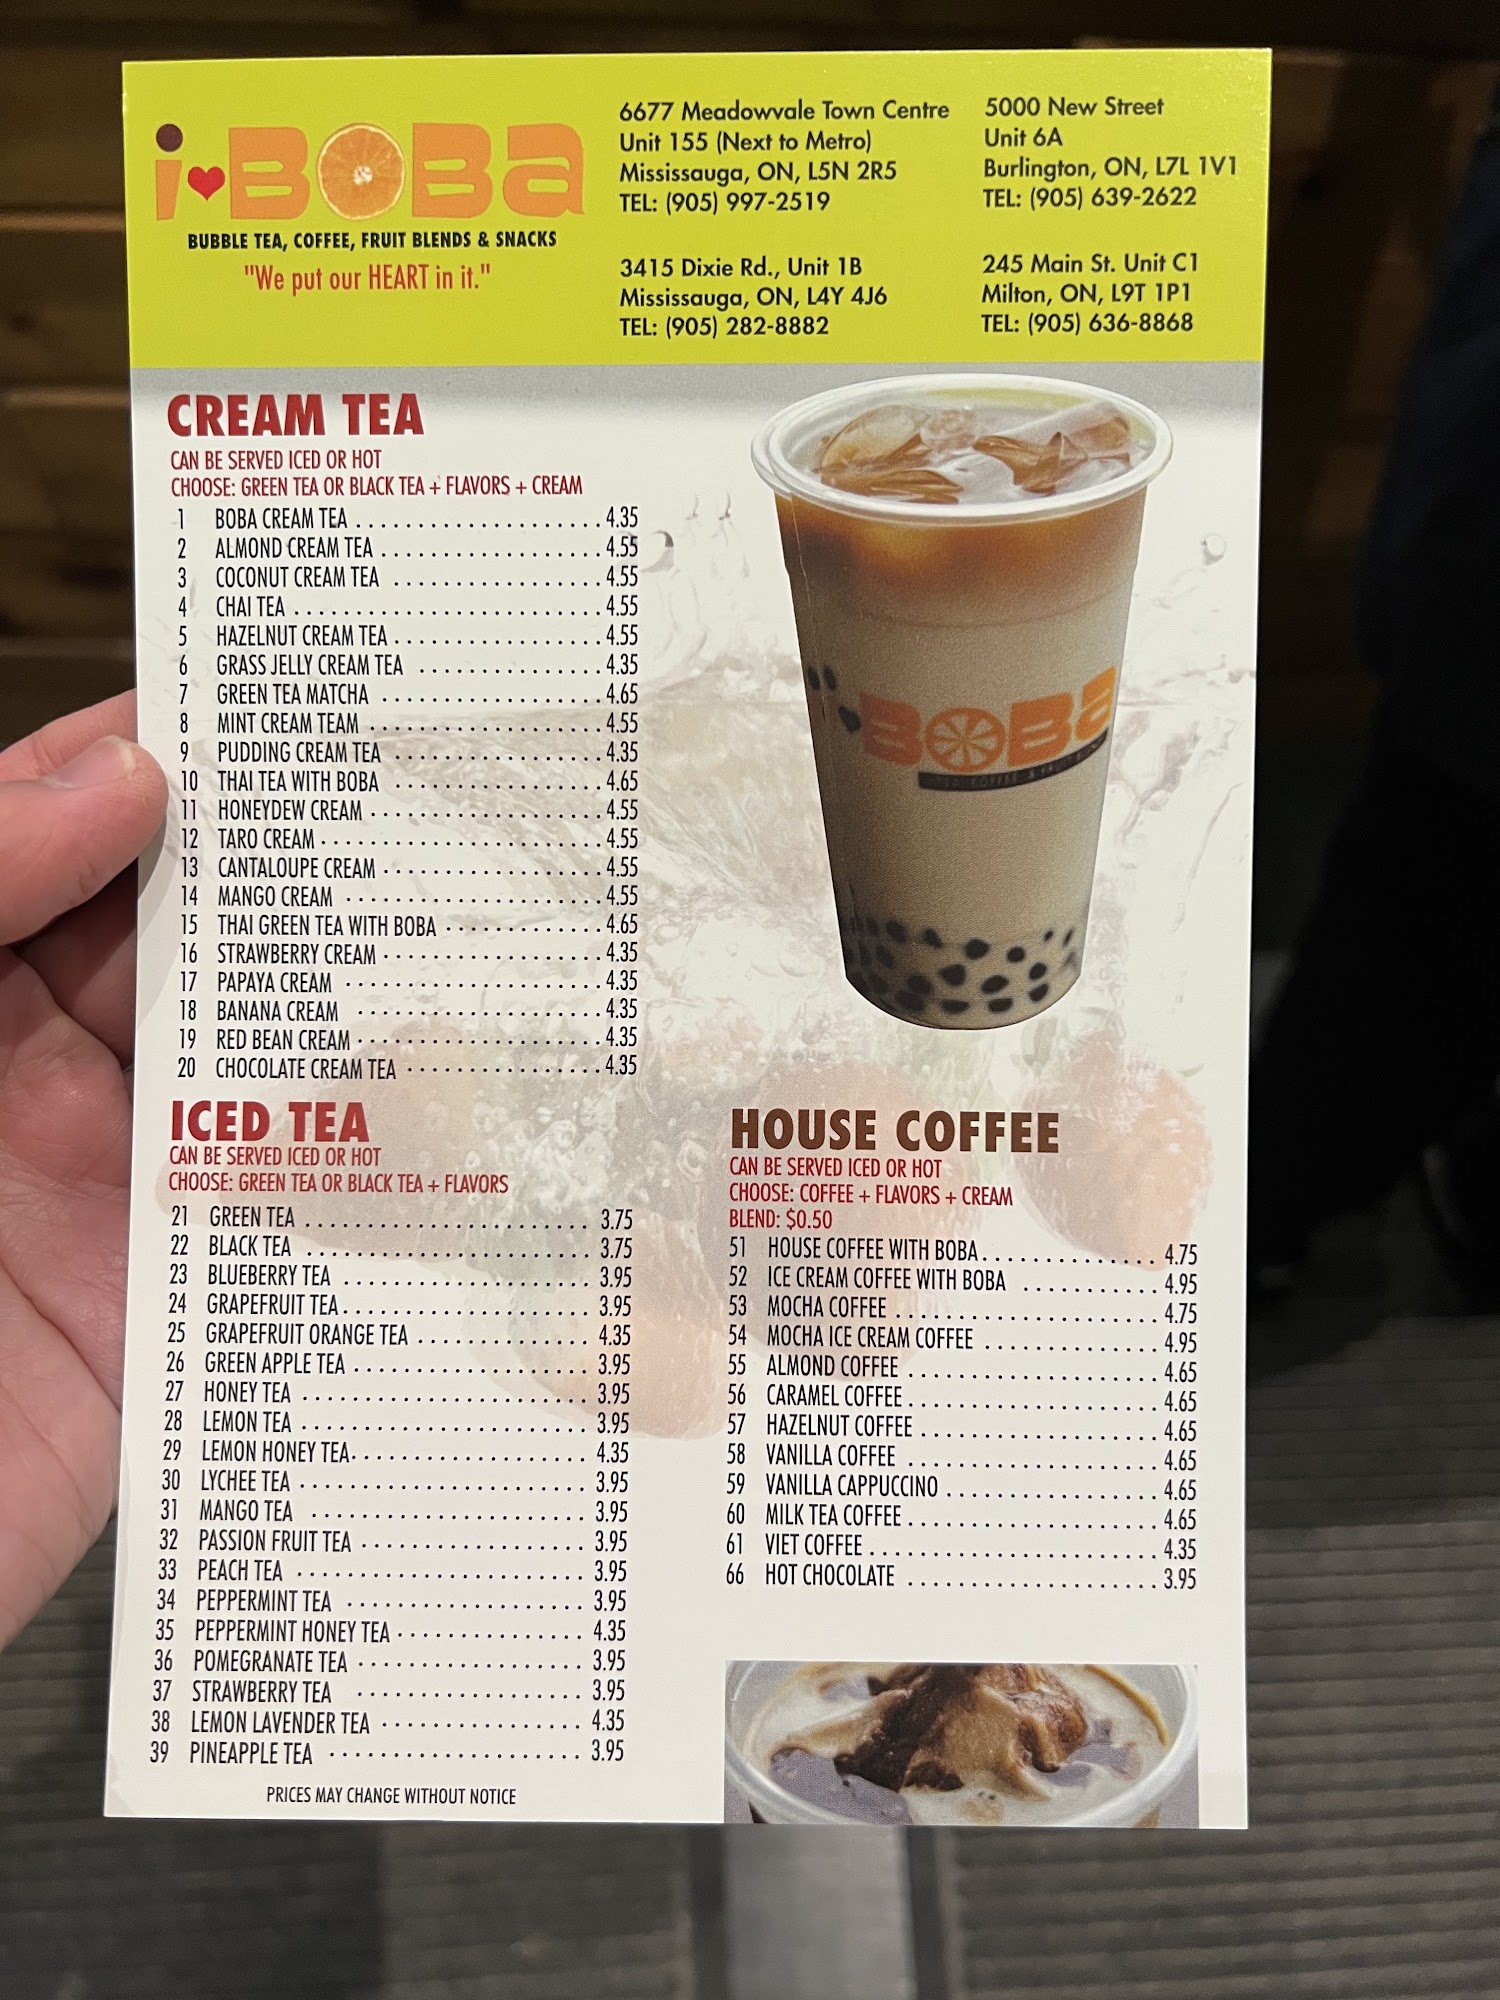 i BOBa
BUBBLE TEA, COFFEE, FRUIT BLENDS & SNACKS
"We put our HEART in it."
6677 Meadowvale Town Centre
Unit 155 (Next to Metro)
Mississauga, ON, L5N 2R5
TEL: (905) 997-2519
5000 New Street
Unit 6A
Burlington, ON, L7L 1V1
TEL: (905) 639-2622
3415 Dixie Rd., Unit 1B
Mississauga, ON, L4Y 4J6
TEL: (905) 282-8882
245 Main St. Unit C1
Milton, ON, L9T 1P1
TEL: (905) 636-8868
CREAM TEA
CAN BE SERVED ICED OR HOT
CHOOSE: GREEN TEA OR BLACK TEA + FLAVORS + CREAM
1 BOBA CREAM TEA 4.35
2 ALMOND CREAM TEA 4.55
3 COCONUT CREAM TEA 4.55
4 CHAI TEA 4.55
5 HAZELNUT CREAM TEA 4.55
6 GRASS JELLY CREAM TEA 4.35
7 GREEN TEA MATCHA 4.65
8 MINT CREAM TEAM 4.55
9 PUDDING CREAM TEA 4.35
10 THAI TEA WITH BOBA 4.65
11 HONEYDEW CREAM 4.55
12 TARO CREAM 4.55
13 CANTALOUPE CREAM 4.55
14 MANGO CREAM 4.55
15 THAI GREEN TEA WITH BOBA 4.65
16 STRAWBERRY CREAM 4.35
17 PAPAYA CREAM 4.35
18 BANANA CREAM 4.35
19 RED BEAN CREAM 4.35
20 CHOCOLATE CREAM TEA 4.35
BOBa
ICED TEA
CAN BE SERVED ICED OR HOT
CHOOSE: GREEN TEA OR BLACK TEA + FLAVORS
21 GREEN TEA 3.75
22 BLACK TEA 3.75
23 BLUEBERRY TEA 3.95
24 GRAPEFRUIT TEA 3.95
25 GRAPEFRUIT ORANGE TEA 4.35
26 GREEN APPLE TEA 3.95
27 HONEY TEA 3.95
28 LEMON TEA 3.95
29 LEMON HONEY TEA 4.35
30 LYCHEE TEA 3.95
31 MANGO TEA 3.95
32 PASSION FRUIT TEA 3.95
33 PEACH TEA 3.95
34 PEPPERMINT TEA 3.95
35 PEPPERMINT HONEY TEA 4.35
36 POMEGRANATE TEA 3.95
37 STRAWBERRY TEA 3.95
38 LEMON LAVENDER TEA 4.35
39 PINEAPPLE TEA 3.95
PRICES MAY CHANGE WITHOUT NOTICE
HOUSE COFFEE
CAN BE SERVED ICED OR HOT
CHOOSE: COFFEE + FLAVORS + CREAM
BLEND: $0.50
51 HOUSE COFFEE WITH BOBA 4.75
52 ICE CREAM COFFEE WITH BOBA 4.95
53 MOCHA COFFEE 4.75
54 MOCHA ICE CREAM COFFEE 4.95
55 ALMOND COFFEE 4.65
56 CARAMEL COFFEE 4.65
57 HAZELNUT COFFEE 4.65
58 VANILLA COFFEE 4.65
59 VANILLA CAPPUCCINO 4.65
60 MILK TEA COFFEE 4.65
61 VIET COFFEE 4.35
66 HOT CHOCOLATE 3.95